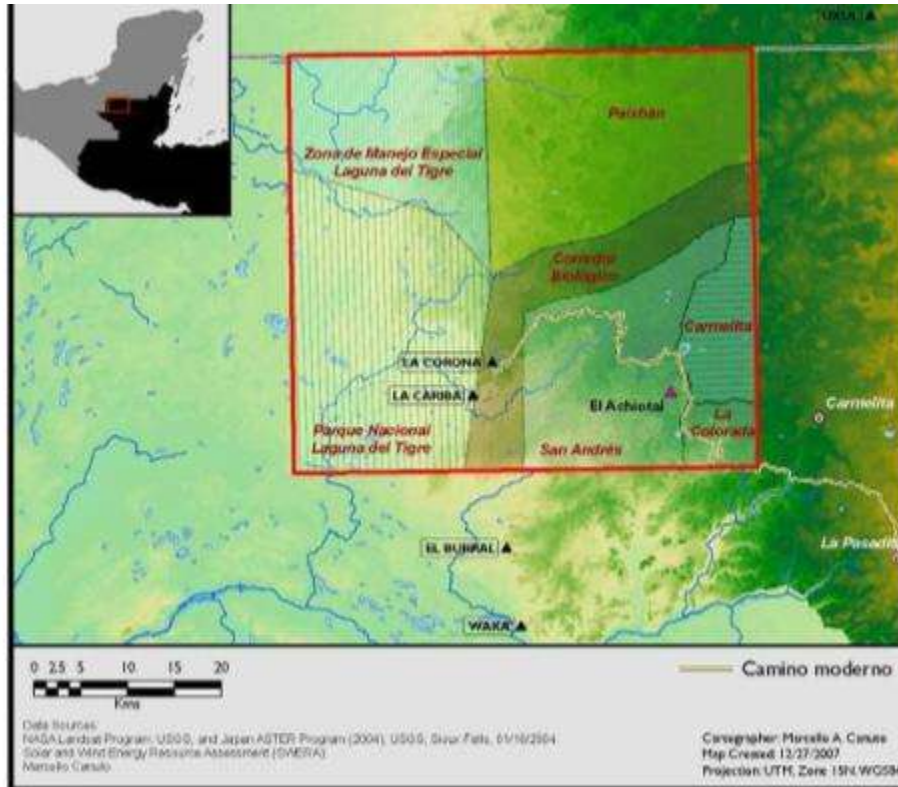 UXUL
Paixbán
Zona de Manejo Especial
Laguna del Tigre
Corredor
Biológico
Carmelita
LA CORONA
LA CARIBA
El Achiotal
La
Colorada
Carmelita
Parque Nacional
Laguna del Tigre
San Andrés
EL BURRAL
La Pasadit
WAKA'
0 2.5 5 10 15 20
Kms
Camino moderno
Data Sources:
NASA Landsat Program, USGS, and Japan ASTER Program (2004), USGS, Sioux Falls, 01/16/2004
Solar and Wind Energy Resource Assessment (SWERA)
Marcello Canuto
Cartographer: Marcello A. Canuto
Map Created: 12/27/2007
Projection: UTM, Zone 15N, WGS84